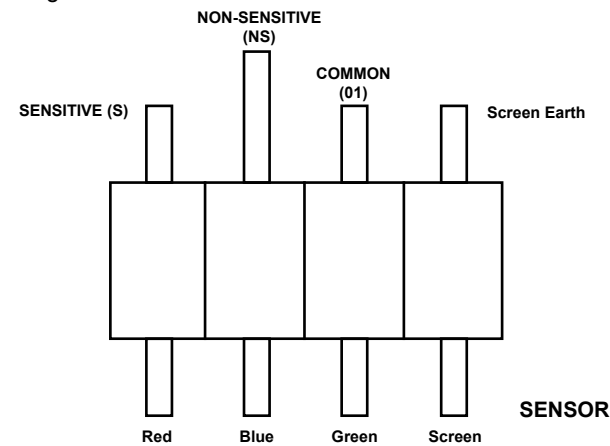 NON-SENSITIVE
(NS)
COMMON
(01)
SENSITIVE (S)
Screen Earth
SENSOR
Red
Blue
Green
Screen